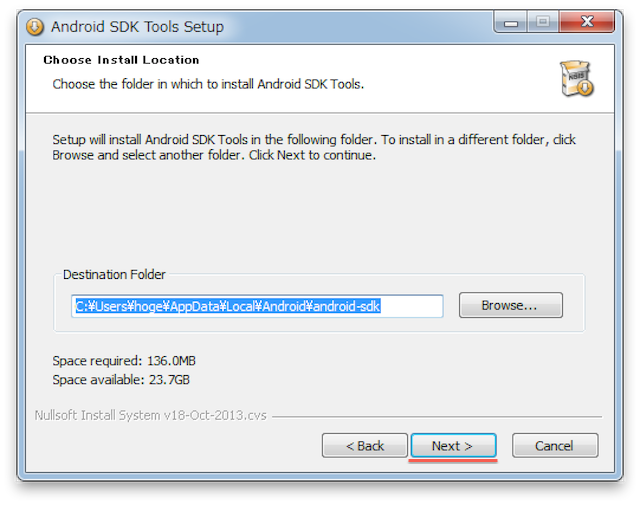 Android SDK Tools Setup
Choose Install Location
Choose the folder in which to install Android SDK Tools.
NSIS
Setup will install Android SDK Tools in the following folder. To install in a different folder, click
Browse and select another folder. Click Next to continue.
Destination Folder
C:¥Users¥hoge¥AppData¥Local¥Android¥android-sdk
Browse...
Space required: 136.0MB
Space available: 23.7GB
Nullsoft Install System v18-Oct-2013.cvs
< Back
Next >
Cancel